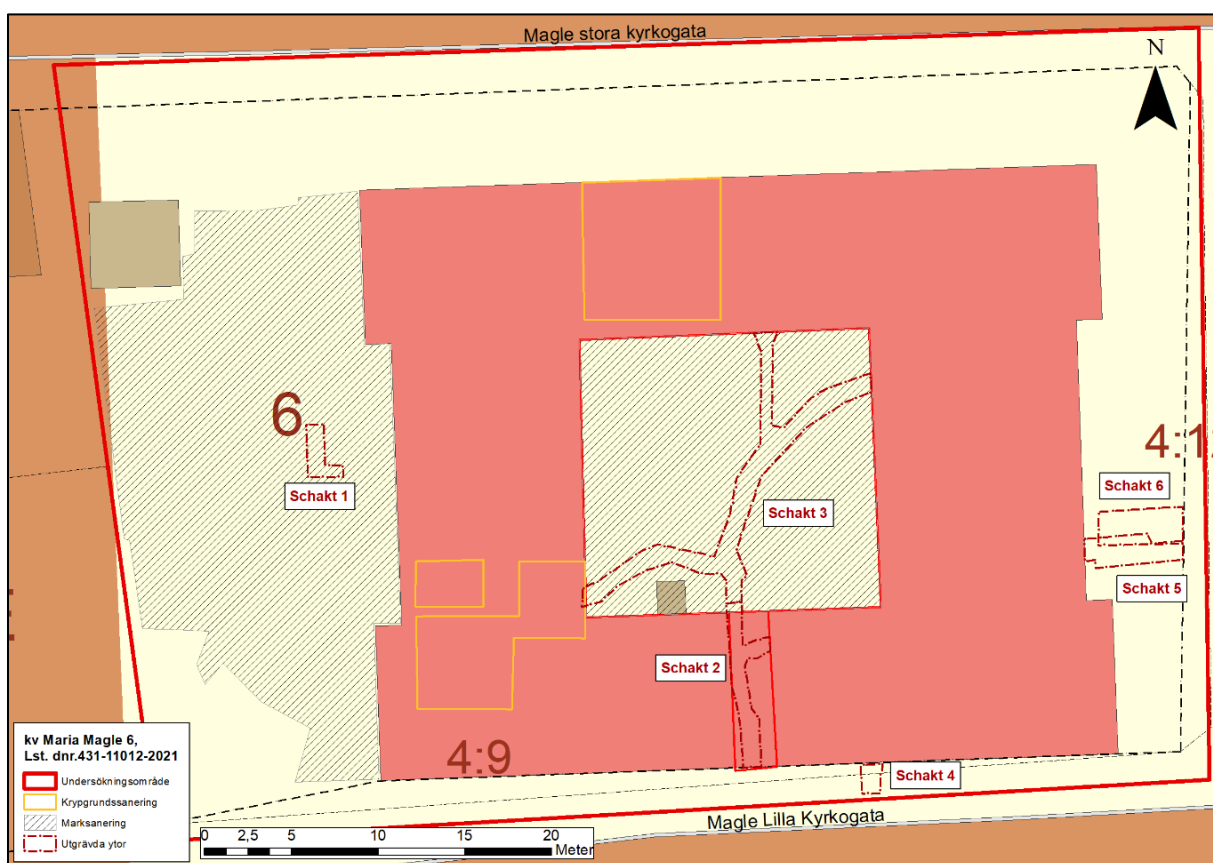 Magle stora kyrkogata
N
6
4:1
Schakt 1
Schakt 6
Schakt 3
Schakt 5
Schakt 2
4:9
Schakt 4
Magle Lilla Kyrkogata
kv Maria Magle 6,
Lst. dnr.431-11012-2021
Undersökningsområde
Krypgrundssanering
Marksanering
Utgrävda ytor
0 2,5 5 10 15 20
Meter